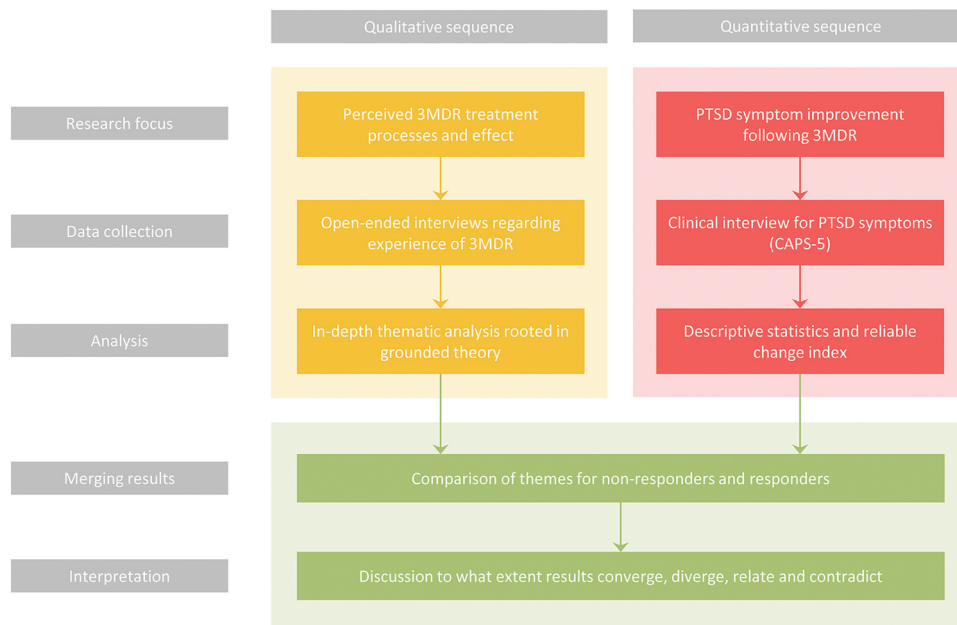 Qualitative sequence
Quantitative sequence
Research focus
Perceived 3MDR treatment
processes and effect
PTSD symptom improvement
following 3MDR
Data collection
Open-ended interviews regarding
experience of 3MDR
Clinical interview for PTSD symptoms
(CAPS-5)
Analysis
In-depth thematic analysis rooted in
grounded theory
Descriptive statistics and reliable
change index
Merging results
Comparison of themes for non-responders and responders
Interpretation
Discussion to what extent results converge, diverge, relate and contradict